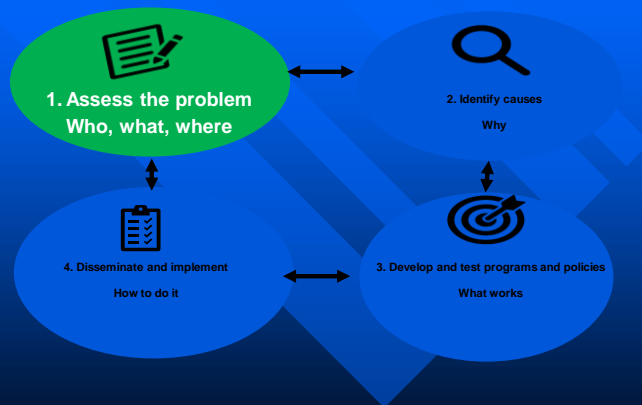 1. Assess the problem
Who, what, where
2. Identify causes
Why
4. Disseminate and implement
How to do it
3. Develop and test programs and policies
What works